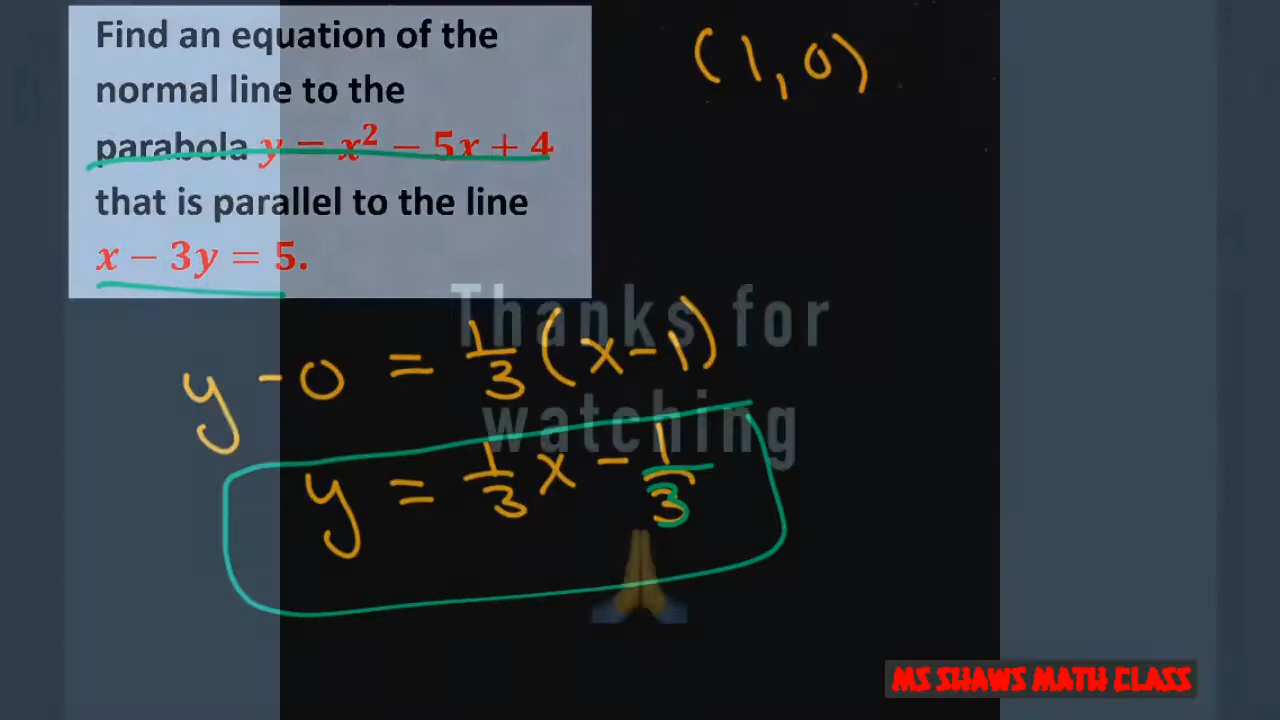 Find an equation of the
normal line to the
parabola y = x² − 5x + 4
that is parallel to the line
x − 3y = 5.
(1, 0)
Thanks for
watching
y - 0 = 1/3 (x - 1)
y = 1/3 x - 1/3
MS SHAWS MATH CLASS